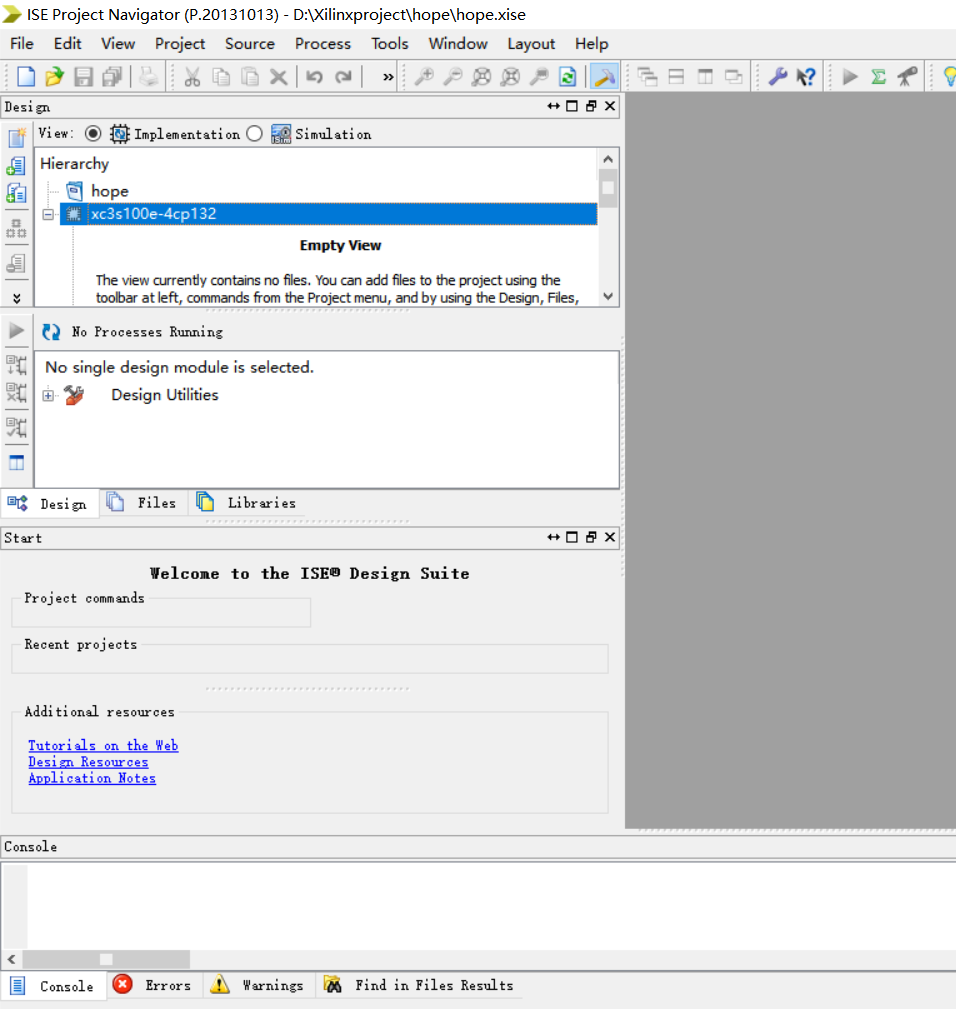 ISE Project Navigator (P.20131013) - D:\Xilinxproject\hope\hope.xise
File Edit View Project Source Process Tools Window Layout Help
»
Design
View: Implementation Simulation
Hierarchy
hope
xc3s100e-4cp132
Empty View
The view currently contains no files. You can add files to the project using the
toolbar at left, commands from the Project menu, and by using the Design, Files,
No Processes Running
No single design module is selected.
Design Utilities
Design Files Libraries
Start
Welcome to the ISE® Design Suite
Project commands
Recent projects
Additional resources
Tutorials on the Web
Design Resources
Application Notes
Console
Console Errors Warnings Find in Files Results